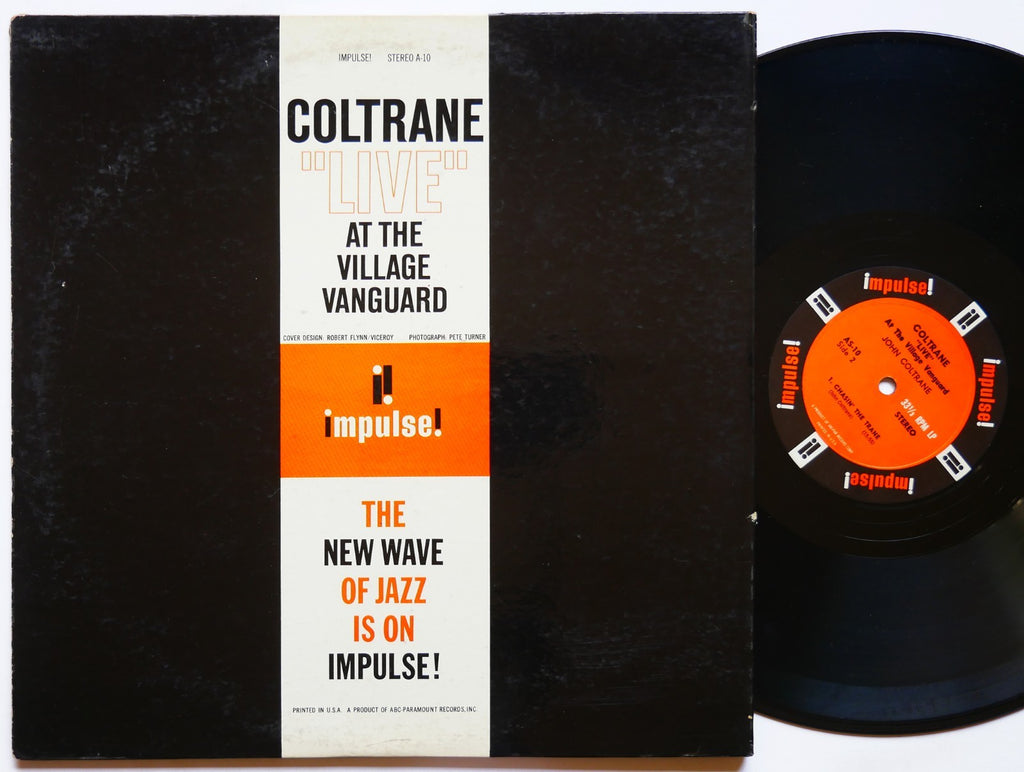 IMPULSE! STEREO A-10
COLTRANE
"LIVE"
AT THE
VILLAGE
VANGUARD
COVER DESIGN: ROBERT FLYNN/VICEROY PHOTOGRAPH: PETE TURNER
i!
impulse!
THE
NEW WAVE
OF JAZZ
IS ON
IMPULSE!
PRINTED IN U.S.A. A PRODUCT OF ABC-PARAMOUNT RECORDS, INC.
impulse!
i!
impulse!
i!
impulse!
i!
impulse!
i!
COLTRANE
"LIVE"
At The Village Vanguard
JOHN COLTRANE
AS-10
Side 2
1. CHASIN' THE TRANE
(John Coltrane)
33⅓ RPM LP
STEREO